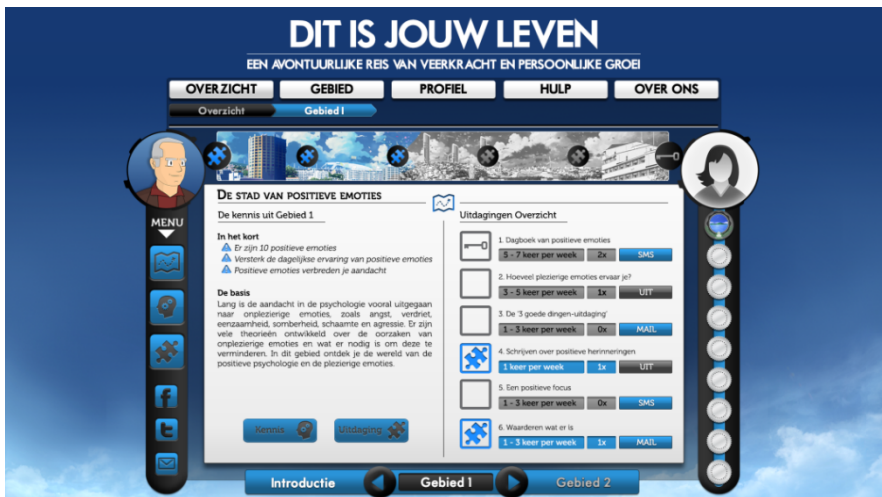 DIT IS JOUW LEVEN
EEN AVONTUURLIJKE REIS VAN VEERKRACHT EN PERSOONLIJKE GROEI
OVERZICHT GEBIED PROFIEL HULP OVER ONS
Overzicht Gebied 1
MENU
DE STAD VAN POSITIEVE EMOTIES
De kennis uit Gebied 1
In het kort
Er zijn 10 positieve emoties
Versterk de dagelijkse ervaring van positieve emoties
Positieve emoties verbreden je aandacht
De basis
Lang is de aandacht in de psychologie vooral uitgegaan
naar onplezierige emoties, zoals angst, verdriet,
eenzaamheid, somberheid, schaamte en agressie. Er zijn
vele theorieën ontwikkeld over de oorzaken van
onplezierige emoties en wat er nodig is om deze te
verminderen. In dit gebied ontdek je de wereld van de
positieve psychologie en de plezierige emoties.
Kennis Uitdaging
Uitdagingen Overzicht
1. Dagboek van positieve emoties
5 - 7 keer per week 2x SMS
2. Hoeveel plezierige emoties ervaar je?
3 - 5 keer per week 1x UIT
3. De '3 goede dingen-uitdaging'
1 - 3 keer per week 0x MAIL
4. Schrijven over positieve herinneringen
1 keer per week 1x UIT
5. Een positieve focus
1 - 3 keer per week 0x SMS
6. Waarderen wat er is
1 - 3 keer per week 1x MAIL
Introductie Gebied 1 Gebied 2